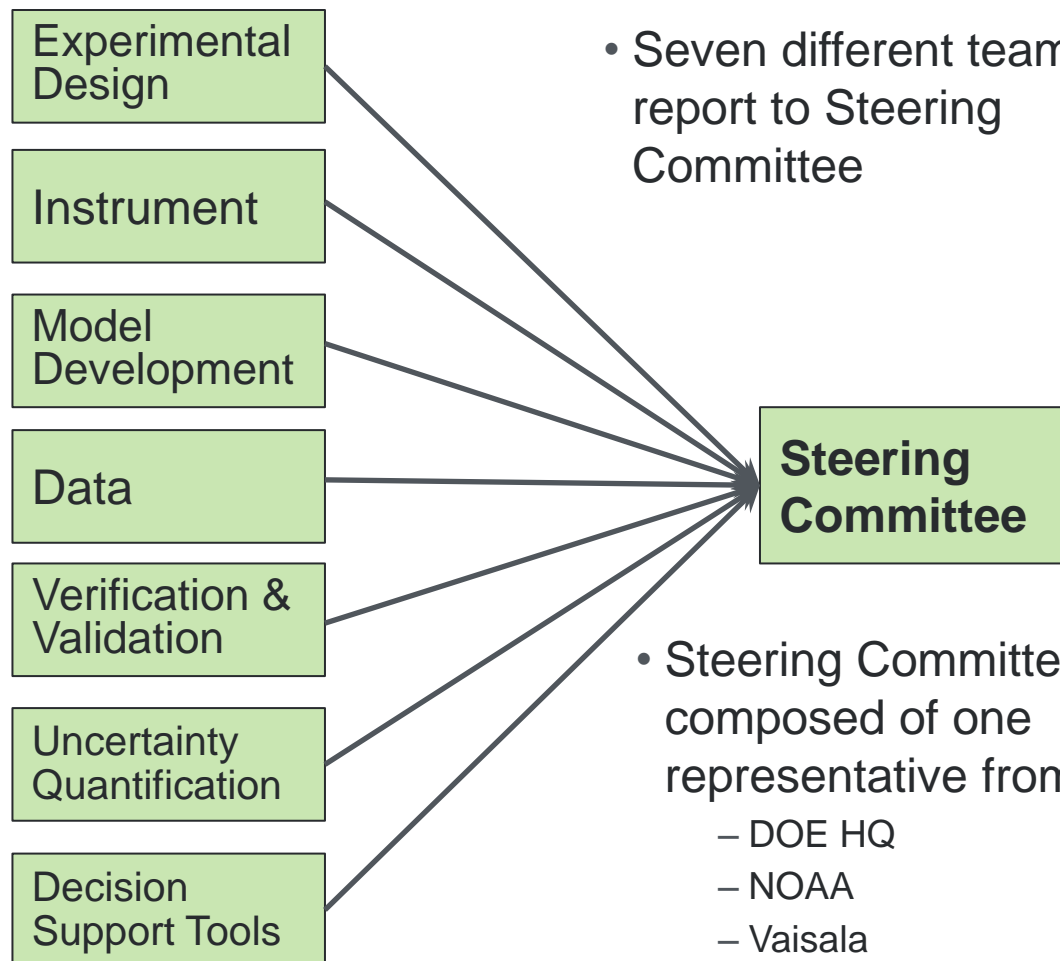 Experimental
Design
Instrument
Model
Development
Data
Verification &
Validation
Uncertainty
Quantification
Decision
Support Tools
• Seven different team
report to Steering
Committee
Steering
Committee
• Steering Committe
composed of one
representative from
– DOE HQ
– NOAA
– Vaisala